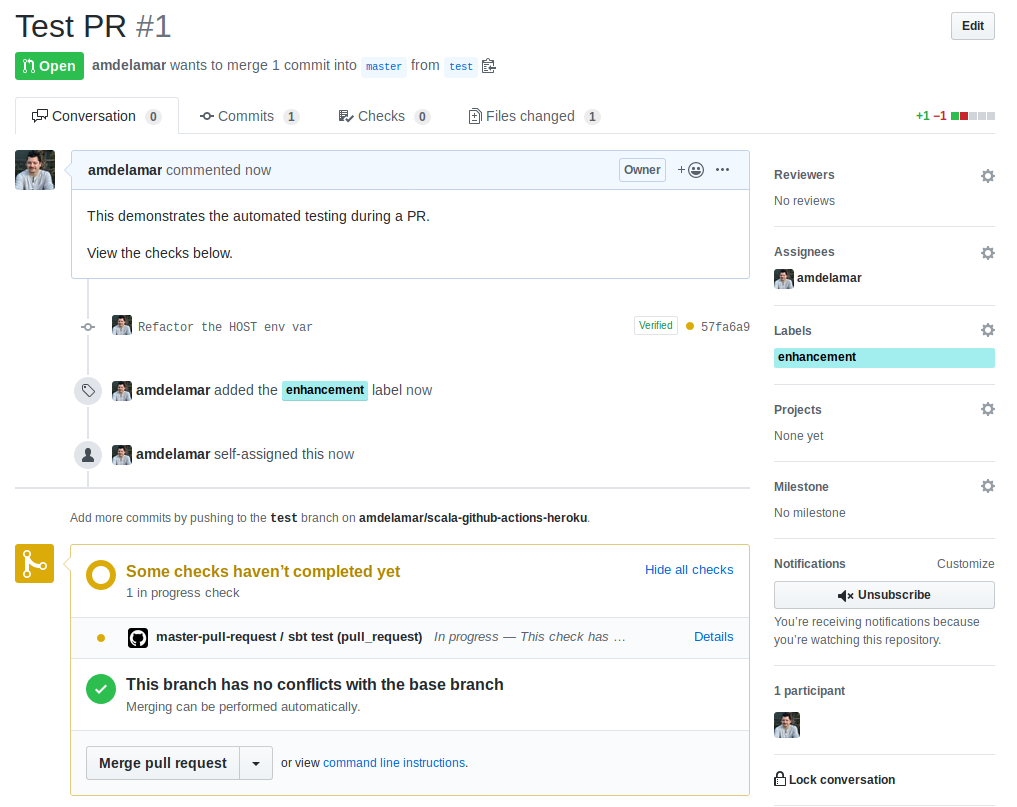 Test PR #1
Edit
Open
amdelamar wants to merge 1 commit into master from test
Conversation 0
Commits 1
Checks 0
Files changed 1
+1 −1
amdelamar commented now
Owner
+
This demonstrates the automated testing during a PR.
View the checks below.
Refactor the HOST env var
Verified
57fa6a9
amdelamar added the enhancement label now
amdelamar self-assigned this now
Add more commits by pushing to the test branch on amdelamar/scala-github-actions-heroku.
Some checks haven’t completed yet
Hide all checks
1 in progress check
master-pull-request / sbt test (pull_request) In progress — This check has …
Details
This branch has no conflicts with the base branch
Merging can be performed automatically.
Merge pull request
or view command line instructions.
Reviewers
No reviews
Assignees
amdelamar
Labels
enhancement
Projects
None yet
Milestone
No milestone
Notifications
Customize
Unsubscribe
You’re receiving notifications because
you’re watching this repository.
1 participant
Lock conversation